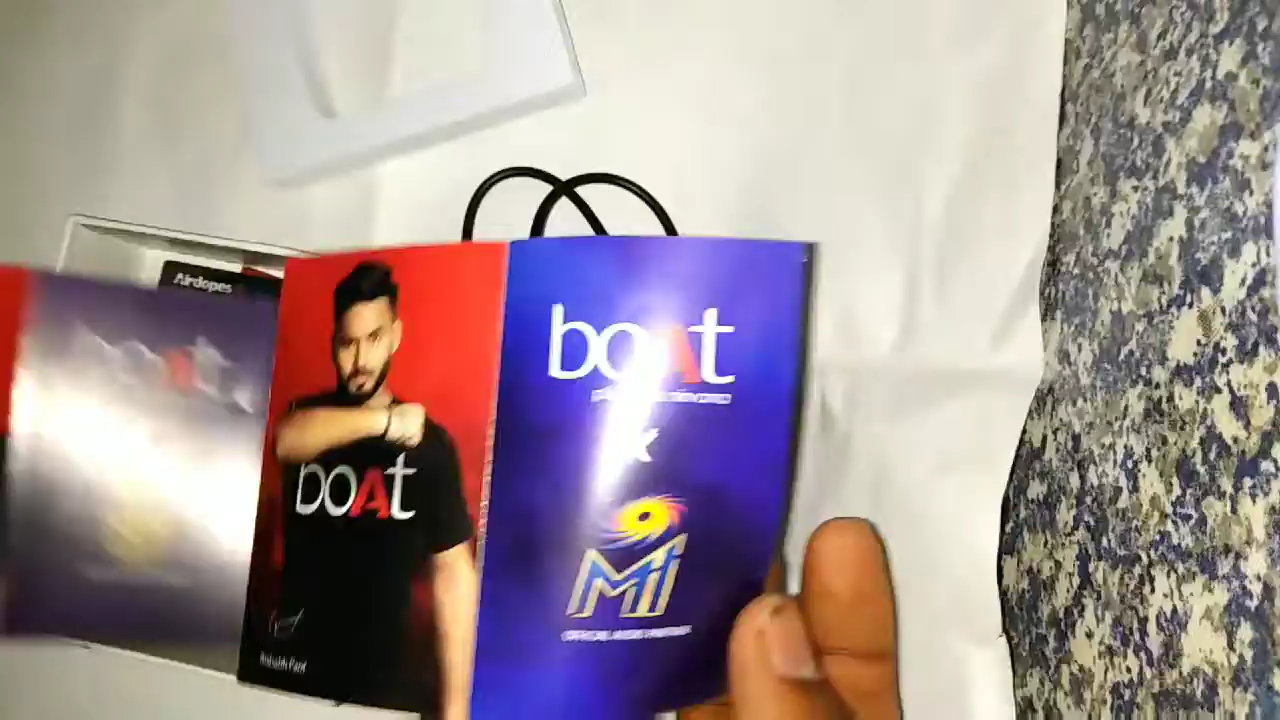 Airdopes
boAt
Rishabh Pant
boAt
MI
OFFICIAL AUDIO PARTNER